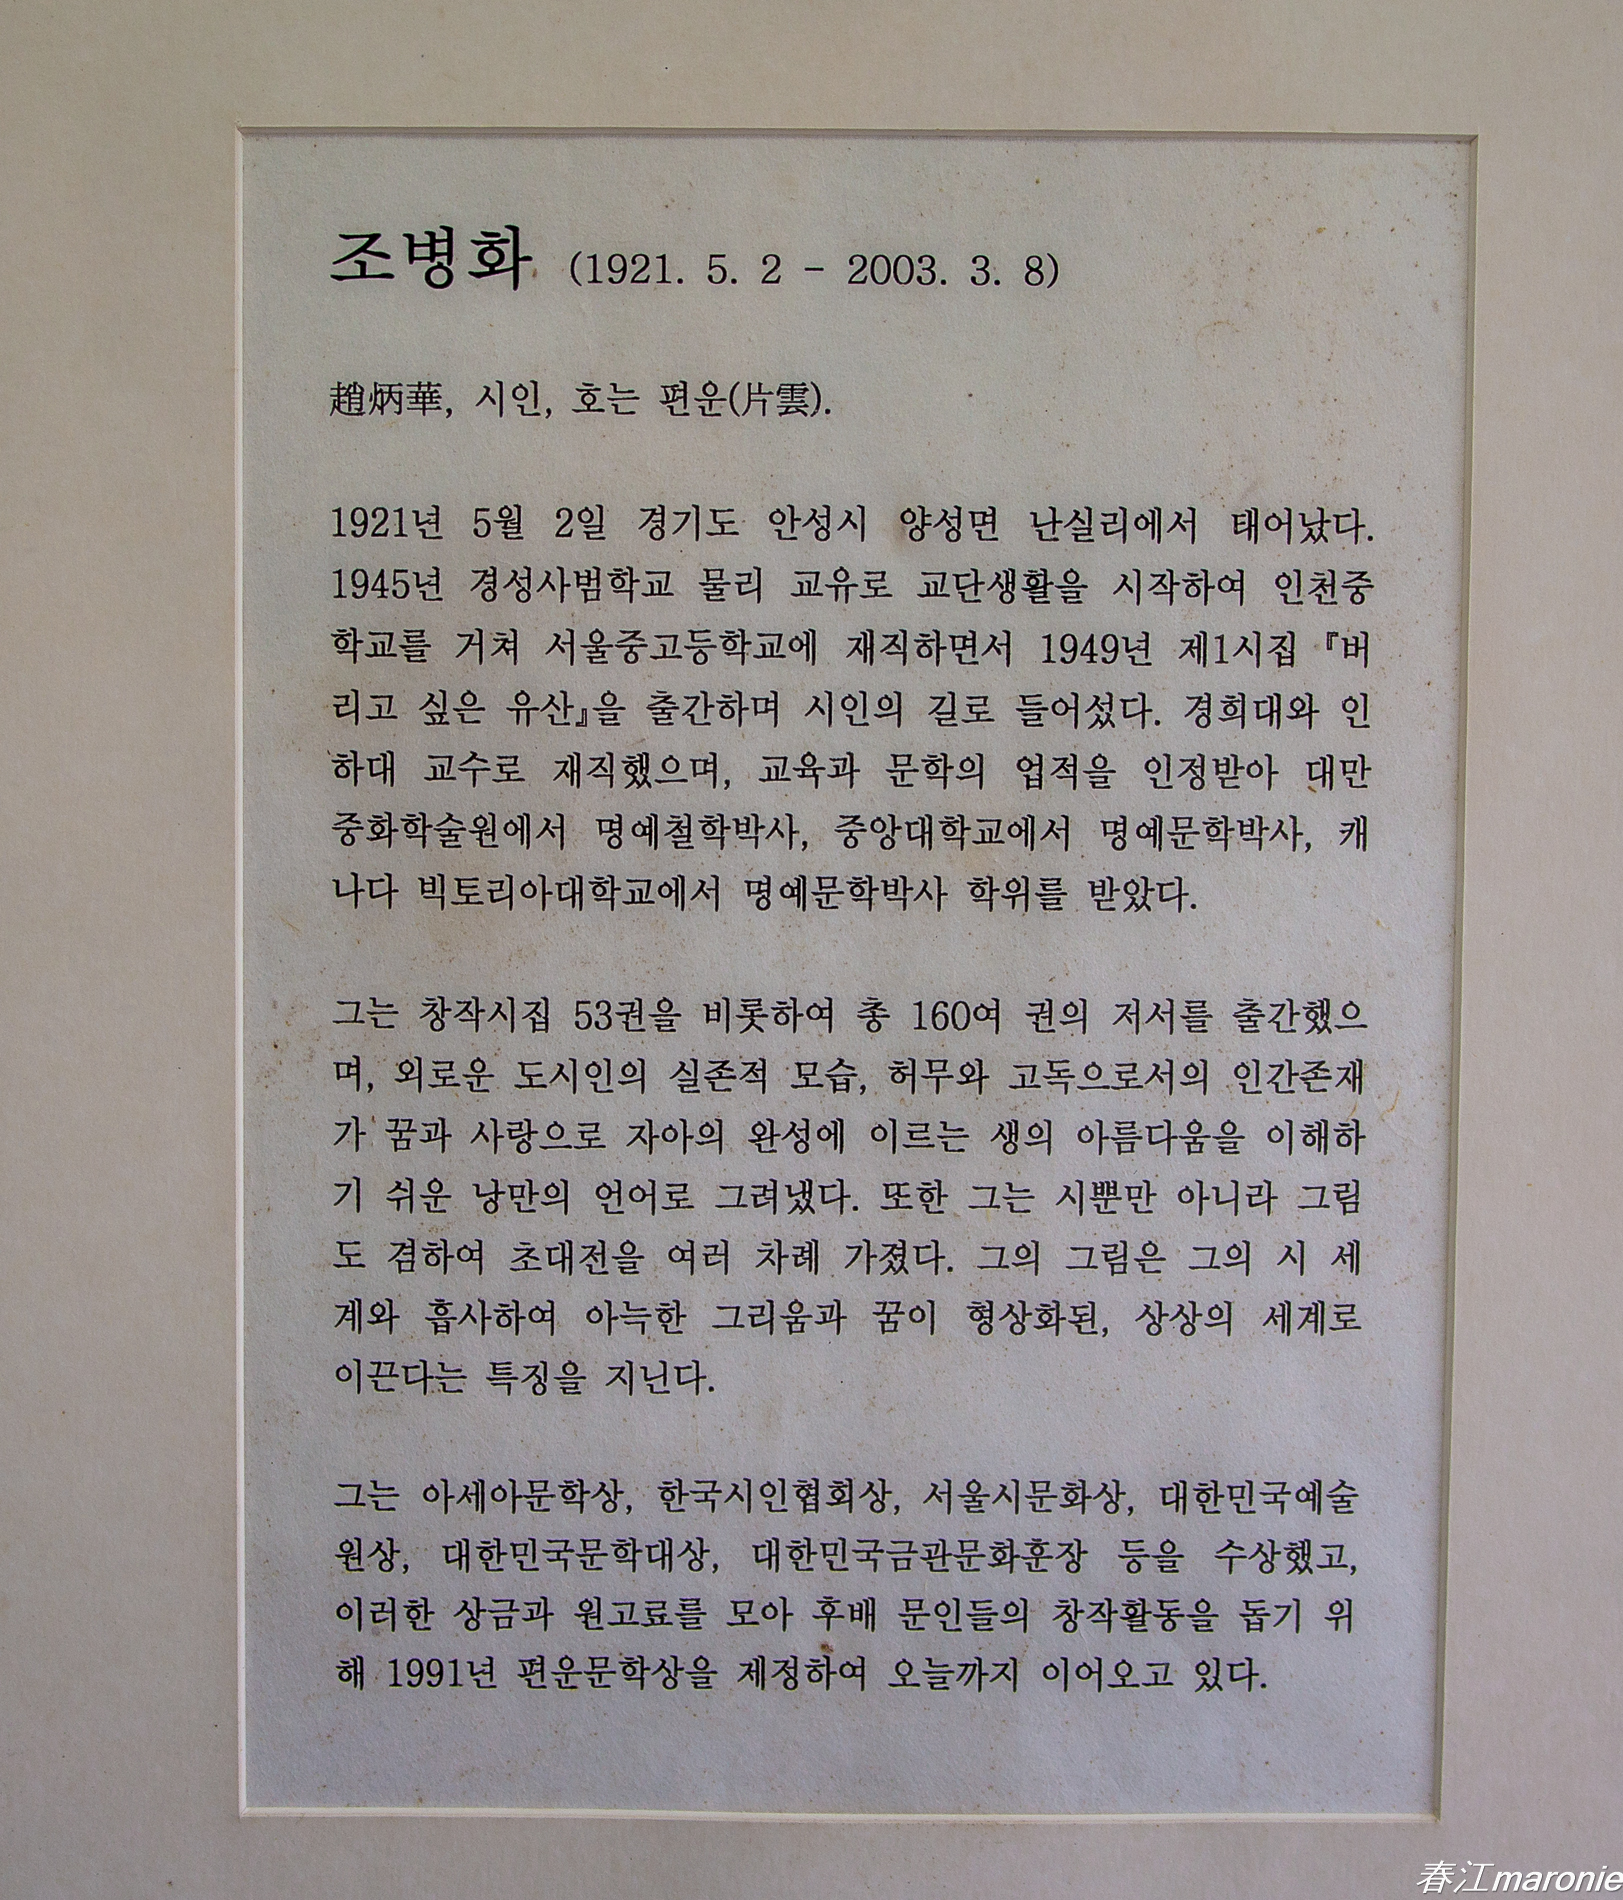 조병화 (1921. 5. 2 - 2003. 3. 8)
趙炳華, 시인, 호는 편운(片雲).
1921년 5월 2일 경기도 안성시 양성면 난실리에서 태어났다.
1945년 경성사범학교 물리 교유로 교단생활을 시작하여 인천중
학교를 거쳐 서울중고등학교에 재직하면서 1949년 제1시집 『버
리고 싶은 유산』을 출간하며 시인의 길로 들어섰다. 경희대와 인
하대 교수로 재직했으며, 교육과 문학의 업적을 인정받아 대만
중화학술원에서 명예철학박사, 중앙대학교에서 명예문학박사, 캐
나다 빅토리아대학교에서 명예문학박사 학위를 받았다.
그는 창작시집 53권을 비롯하여 총 160여 권의 저서를 출간했으
며, 외로운 도시인의 실존적 모습, 허무와 고독으로서의 인간존재
가 꿈과 사랑으로 자아의 완성에 이르는 생의 아름다움을 이해하
기 쉬운 낭만의 언어로 그려냈다. 또한 그는 시뿐만 아니라 그림
도 겸하여 초대전을 여러 차례 가졌다. 그의 그림은 그의 시 세
계와 흡사하여 아늑한 그리움과 꿈이 형상화된, 상상의 세계로
이끈다는 특징을 지닌다.
그는 아세아문학상, 한국시인협회상, 서울시문화상, 대한민국예술
원상, 대한민국문학대상, 대한민국금관문화훈장 등을 수상했고,
이러한 상금과 원고료를 모아 후배 문인들의 창작활동을 돕기 위
해 1991년 편운문학상을 제정하여 오늘까지 이어오고 있다.
春江maronie